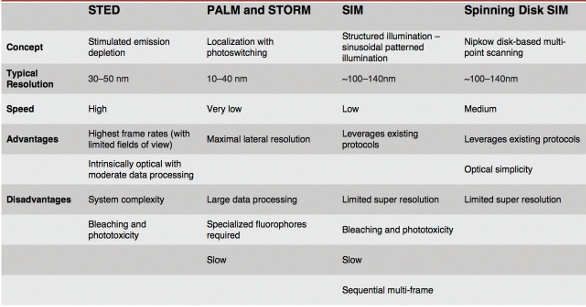 STED PALM and STORM SIM Spinning Disk SIM
Concept Stimulated emission depletion Localization with photoswitching Structured illumination – sinusoidal patterned illumination Nipkow disk-based multi-point scanning
Typical Resolution 30–50 nm 10–40 nm ~100–140nm ~100–140nm
Speed High Very low Low Medium
Advantages Highest frame rates (with limited fields of view) Maximal lateral resolution Leverages existing protocols Leverages existing protocols
Intrinsically optical with moderate data processing Optical simplicity
Disadvantages System complexity Large data processing Limited super resolution Limited super resolution
Bleaching and phototoxicity Specialized fluorophores required Bleaching and phototoxicity
Slow Slow
Sequential multi-frame